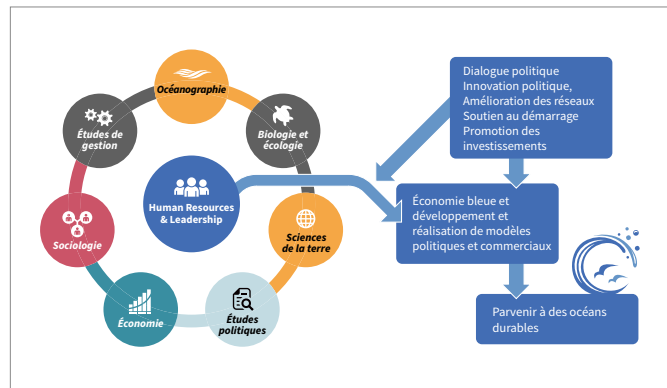 Océanographie
Études de
gestion
Biologie et
écologie
Human Resources
& Leadership
Sociologie
Sciences
de la terre
Économie
Études
politiques
Dialogue politique
Innovation politique,
Amélioration des réseaux
Soutien au démarrage
Promotion des
investissements
Économie bleue et
développement et
réalisation de modèles
politiques et commerciaux
Parvenir à des océans
durables